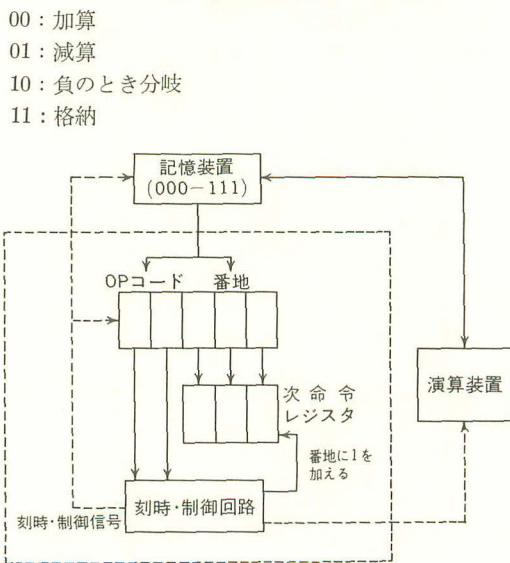 00：加算
01：減算
10：負のとき分岐
11：格納
記憶装置
(000−111)
OPコード 番地
次命令
レジスタ
演算装置
番地に1を
加える
刻時・制御回路
刻時・制御信号